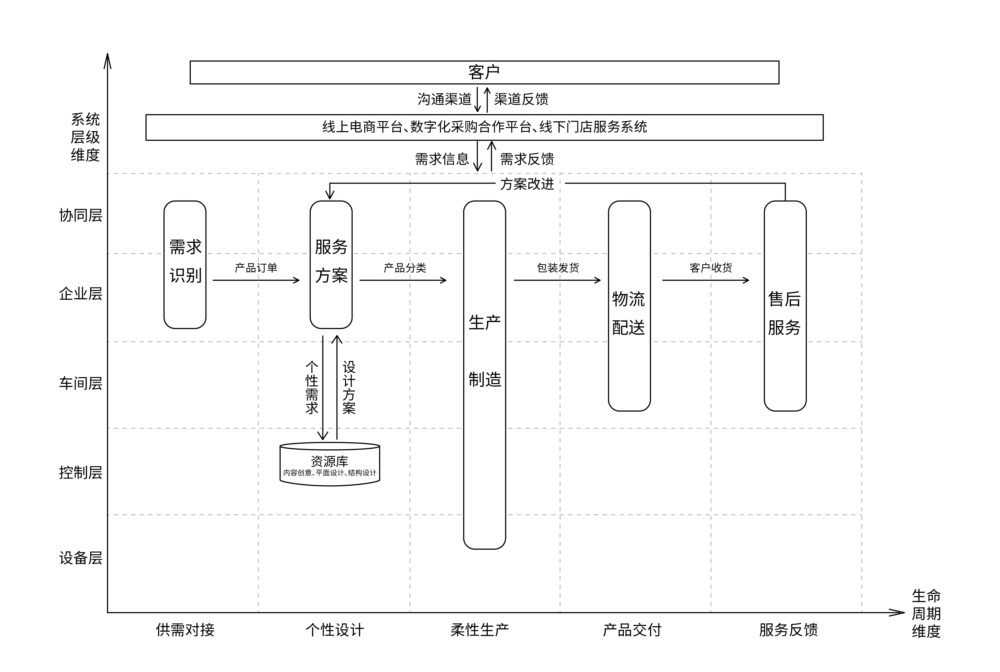 客户
沟通渠道
渠道反馈
系统
层级
维度
线上电商平台、数字化采购合作平台、线下门店服务系统
需求信息
需求反馈
方案改进
协同层
需求
识别
产品订单
服务
方案
产品分类
包装发货
客户收货
企业层
物流
配送
售后
服务
生产
制造
个性需求
设计方案
车间层
资源库
内容创意、平面设计、结构设计
控制层
设备层
生命
周期
维度
供需对接
个性设计
柔性生产
产品交付
服务反馈